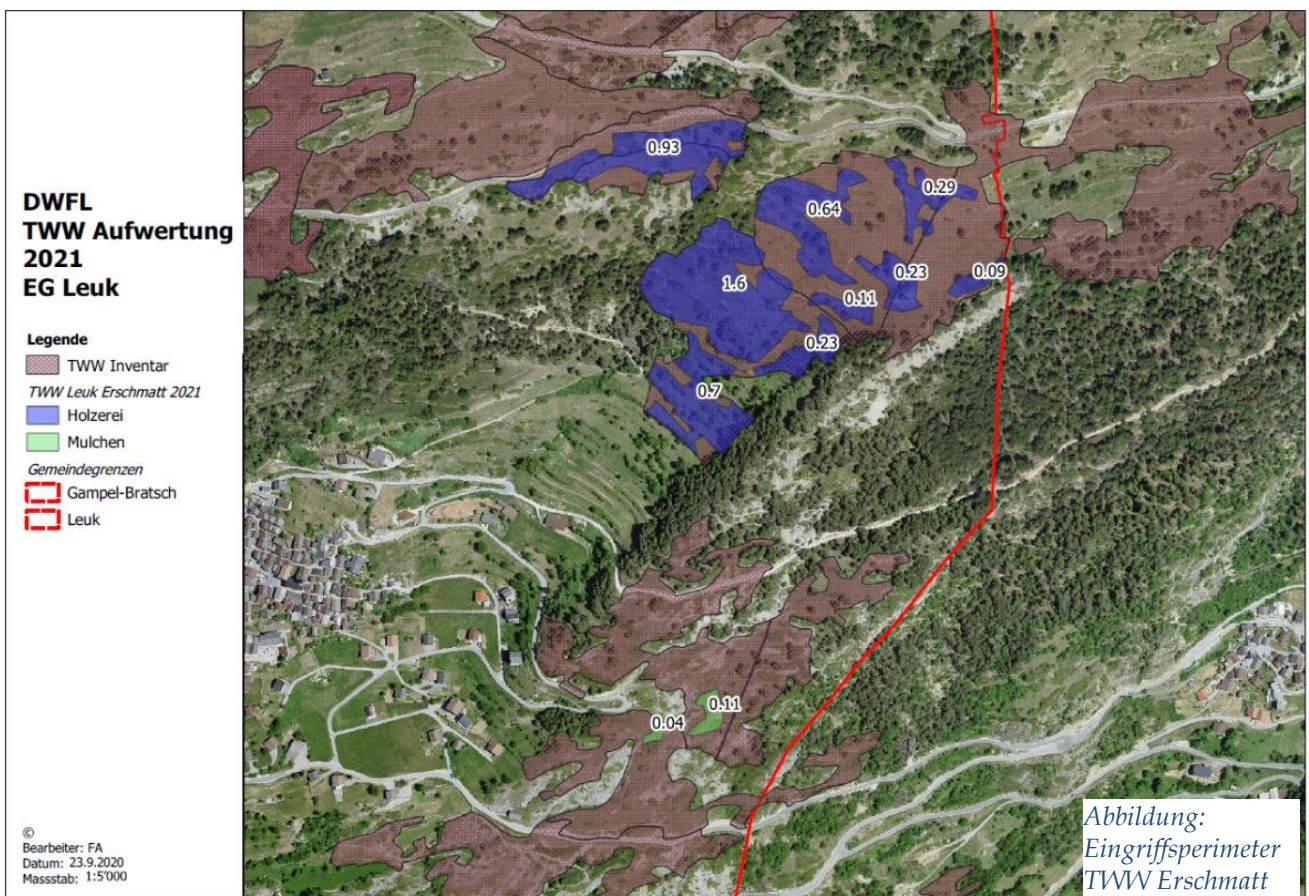 DWFL
TWW Aufwertung
2021
EG Leuk
Legende
TWW Inventar
TWW Leuk Erschmatt 2021
Holzerei
Mulchen
Gemeindegrenzen
Gampel-Bratsch
Leuk
©
Bearbeiter: FA
Datum: 23.9.2020
Massstab: 1:5'000
0.93
0.29
0.64
0.23
0.09
1.6
0.11
0.23
0.7
0.11
0.04
Abbildung:
Eingriffsperimeter
TWW Erschmatt